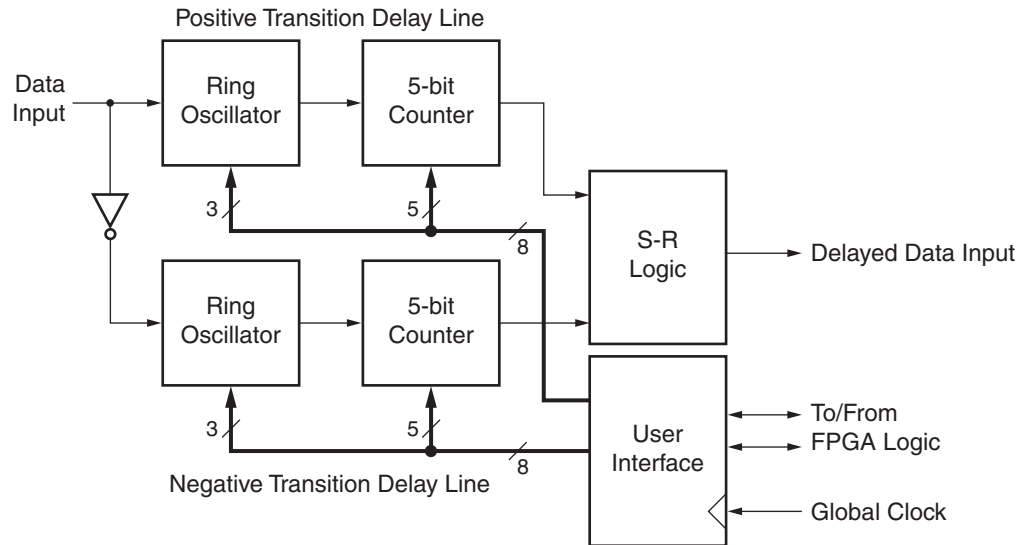 Positive Transition Delay Line
Data
Input
Ring
Oscillator
5-bit
Counter
3
5
8
S-R
Logic
Delayed Data Input
Ring
Oscillator
5-bit
Counter
3
5
8
User
Interface
To/From
FPGA Logic
Global Clock
Negative Transition Delay Line